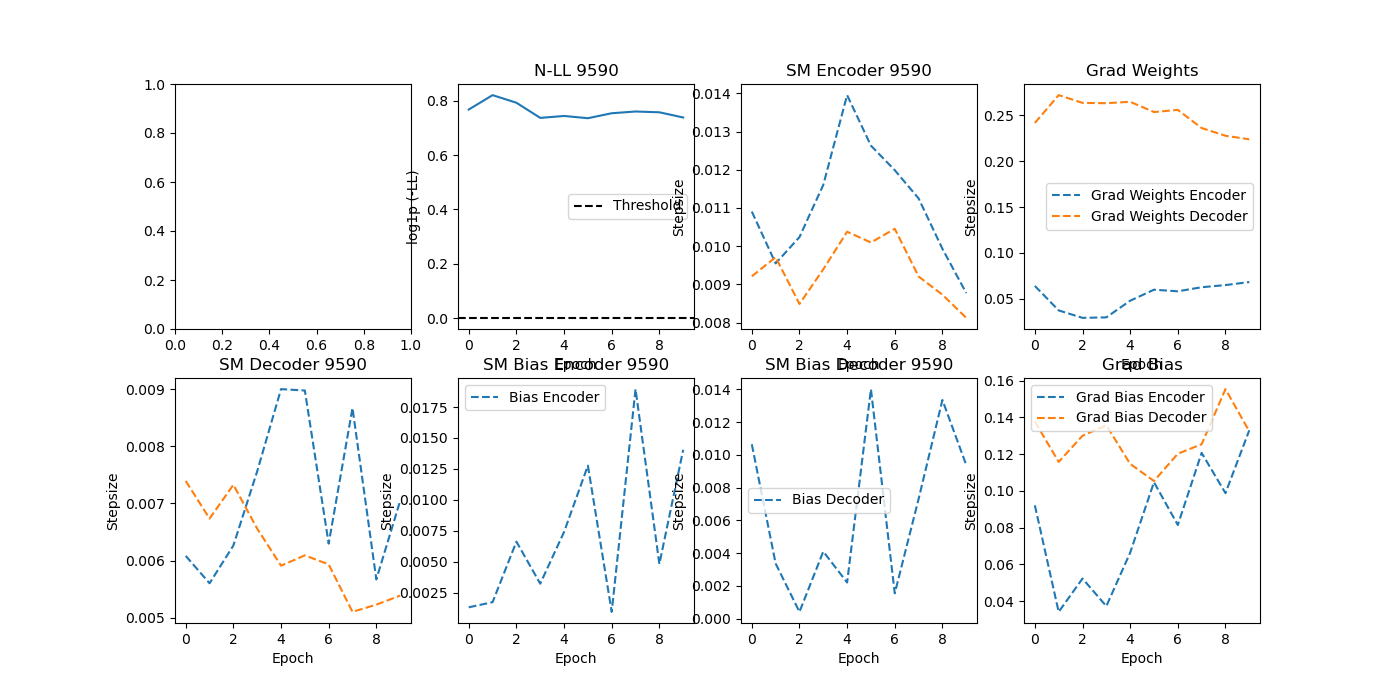 N-LL 9590
SM Encoder 9590
Grad Weights
1.0
0.8
0.6
0.4
0.2
0.0
0.0 0.2 0.4 0.6 0.8 1.0
log1p (-LL)
0.8
0.6
0.4
0.2
0.0
Threshold
0 2 4 6 8
Epoch
Stepsize
0.014
0.013
0.012
0.011
0.010
0.009
0.008
0 2 4 6 8
Epoch
Stepsize
0.25
0.20
0.15
0.10
0.05
Grad Weights Encoder
Grad Weights Decoder
0 2 4 6 8
Epoch
SM Decoder 9590
SM Bias Encoder 9590
SM Bias Decoder 9590
Grad Bias
Stepsize
0.009
0.008
0.007
0.006
0.005
0 2 4 6 8
Epoch
Stepsize
0.0175
0.0150
0.0125
0.0100
0.0075
0.0050
0.0025
Bias Encoder
0 2 4 6 8
Epoch
Stepsize
0.014
0.012
0.010
0.008
0.006
0.004
0.002
0.000
Bias Decoder
0 2 4 6 8
Epoch
Stepsize
0.16
0.14
0.12
0.10
0.08
0.06
0.04
Grad Bias Encoder
Grad Bias Decoder
0 2 4 6 8
Epoch